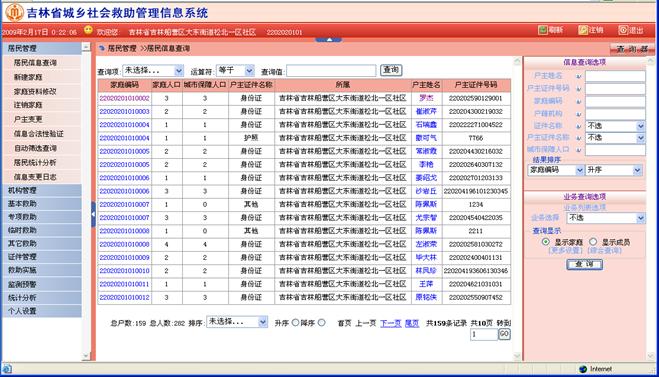 吉林省城乡社会救助管理信息系统
2009年2月17日 0:22:06 欢迎您: 吉林省吉林船营区大东街道松北一区社区 2202020101 刷新 注销 退出
居民管理
居民信息查询
新建家庭
家庭资料修改
注销家庭
户主变更
信息合法性验证
自动筛选查询
居民统计分析
信息变更日志
机构管理
基本救助
专项救助
临时救助
其它救助
证件管理
救助实施
监测预警
统计分析
个人设置
居民管理 >>居民信息查询
查询项: 未选择... 运算符: 等于 查询值: 查询
家庭编码 家庭人口 城市保障人口 户主证件名称 所属 户主姓名 户主证件号码
22020201010002 3 3 身份证 吉林省吉林船营区大东街道松北一区社区 罗杰 220202590129001
22020201010003 2 2 身份证 吉林省吉林船营区大东街道松北一区社区 崔淑芹 220204300219032
22020201010004 1 1 身份证 吉林省吉林船营区大东街道松北一区社区 石瑞鑫 220222271004522
22020201010004 1 1 护照 吉林省吉林船营区大东街道松北一区社区 蒙可气 7766
22020201010005 2 2 身份证 吉林省吉林船营区大东街道松北一区社区 常淑霞 220204430216032
22020201010005 2 2 身份证 吉林省吉林船营区大东街道松北一区社区 李艳 22020264030T132
22020201010006 1 1 身份证 吉林省吉林船营区大东街道松北一区社区 姜绍戈 220202701203133
22020201010006 3 3 身份证 吉林省吉林船营区大东街道松北一区社区 沙岩丘 220204196101230345
22020201010007 1 0 其他 吉林省吉林船营区大东街道松北一区社区 陈佩斯 1234
22020201010007 3 3 身份证 吉林省吉林船营区大东街道松北一区社区 尤宗智 220204540422035
22020201010008 1 0 其他 吉林省吉林船营区大东街道松北一区社区 陈佩斯 2211
22020201010008 4 4 身份证 吉林省吉林船营区大东街道松北一区社区 左淑荣 220202581030272
22020201010009 2 2 身份证 吉林省吉林船营区大东街道松北一区社区 毕大林 220202400401131
22020201010010 2 2 身份证 吉林省吉林船营区大东街道松北一区社区 林凤珍 220204193606130346
22020201010011 1 1 身份证 吉林省吉林船营区大东街道松北一区社区 王萍 220204621031031
22020201010012 3 3 身份证 吉林省吉林船营区大东街道松北一区社区 原铭侠 220202550907452
总户数:159 总人数:282 排序: 未选择... 升序 降序 首页 上一页 下一页 尾页 共159条记录 共10页 转到
1 GO
查询器
信息查询选项
户主姓名
户主证件号码
家庭编码
户籍机构
证件名称 不选
户主证件名称 不选
城市保障人口
结果排序
家庭编码 升序
业务查询选项
业务列表选项
业务选择 不选
查询显示
显示家庭 显示成员
[更多设置] [综合查询]
查 询
Internet